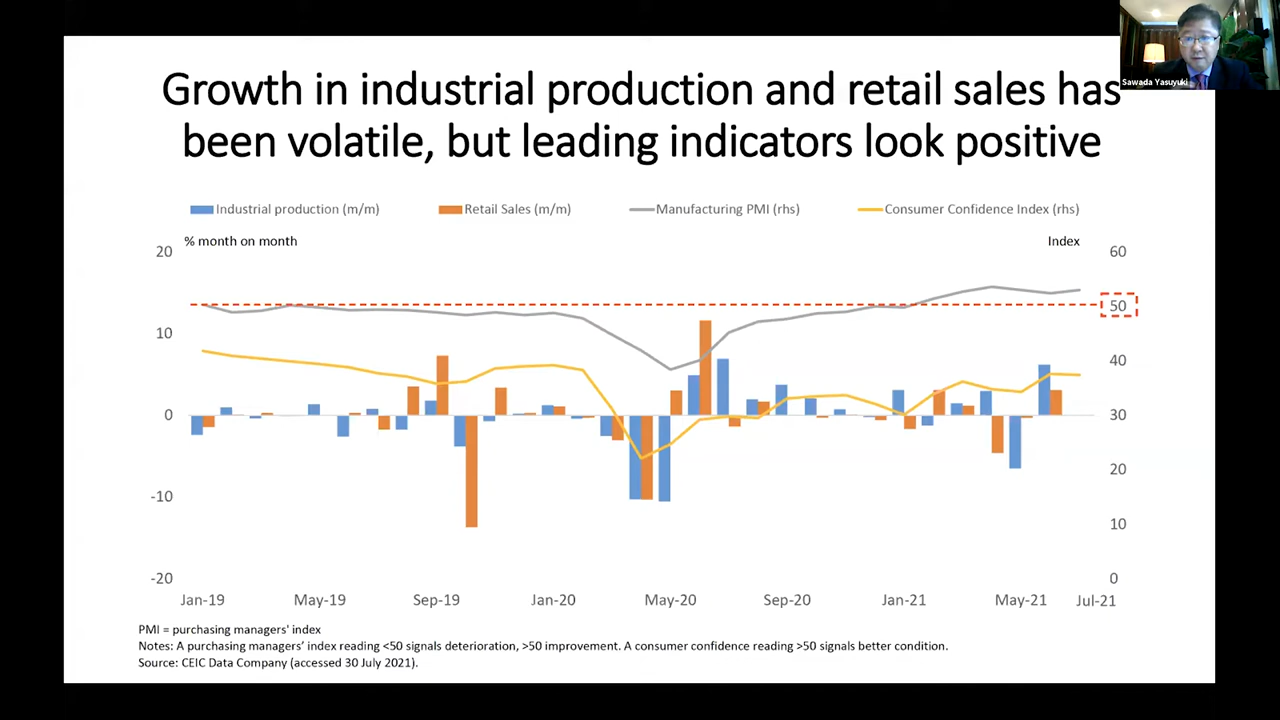 Sawada Yasuyuki
Growth in industrial production and retail sales has
been volatile, but leading indicators look positive
Industrial production (m/m)
Retail Sales (m/m)
Manufacturing PMI (rhs)
Consumer Confidence Index (rhs)
% month on month
Index
20
10
0
-10
-20
60
50
40
30
20
10
0
Jan-19
May-19
Sep-19
Jan-20
May-20
Sep-20
Jan-21
May-21
Jul-21
PMI = purchasing managers' index
Notes: A purchasing managers’ index reading <50 signals deterioration, >50 improvement. A consumer confidence reading >50 signals better condition.
Source: CEIC Data Company (accessed 30 July 2021).